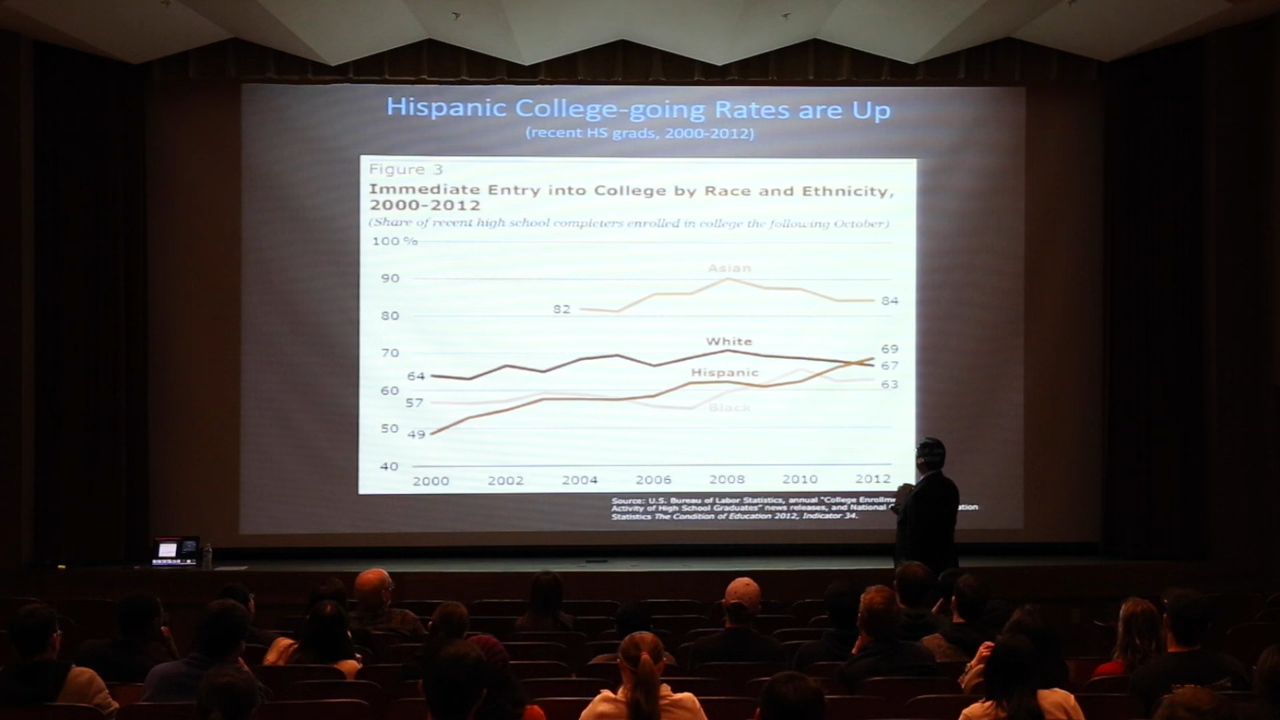 Hispanic College-going Rates are Up
(recent HS grads, 2000-2012)
Figure 3
Immediate Entry into College by Race and Ethnicity,
2000-2012
(Share of recent high school completers enrolled in college the following October)
100 %
90
Asian
82
84
80
White
69
70
67
Hispanic
64
63
60
57
Black
50
49
40
2000 2002 2004 2006 2008 2010 2012
Source: U.S. Bureau of Labor Statistics, annual "College
Activity of High School Graduates" news releases, and National
Statistics The Condition of Education 2012, Indicator 34.